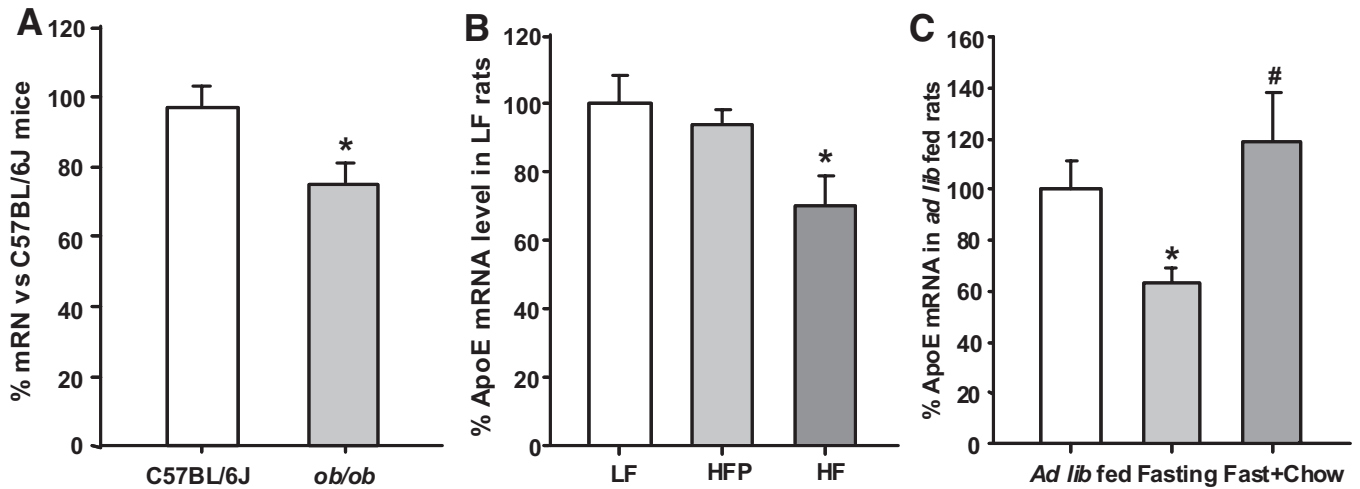 A
% mRN vs C57BL/6J mice
120
100
80
60
40
20
0
*
C57BL/6J
ob/ob
B
% ApoE mRNA level in LF rats
120
100
80
60
40
20
0
*
LF
HFP
HF
C
% ApoE mRNA in ad lib fed rats
160
140
120
100
80
60
40
20
0
*
#
Ad lib fed Fasting Fast+Chow